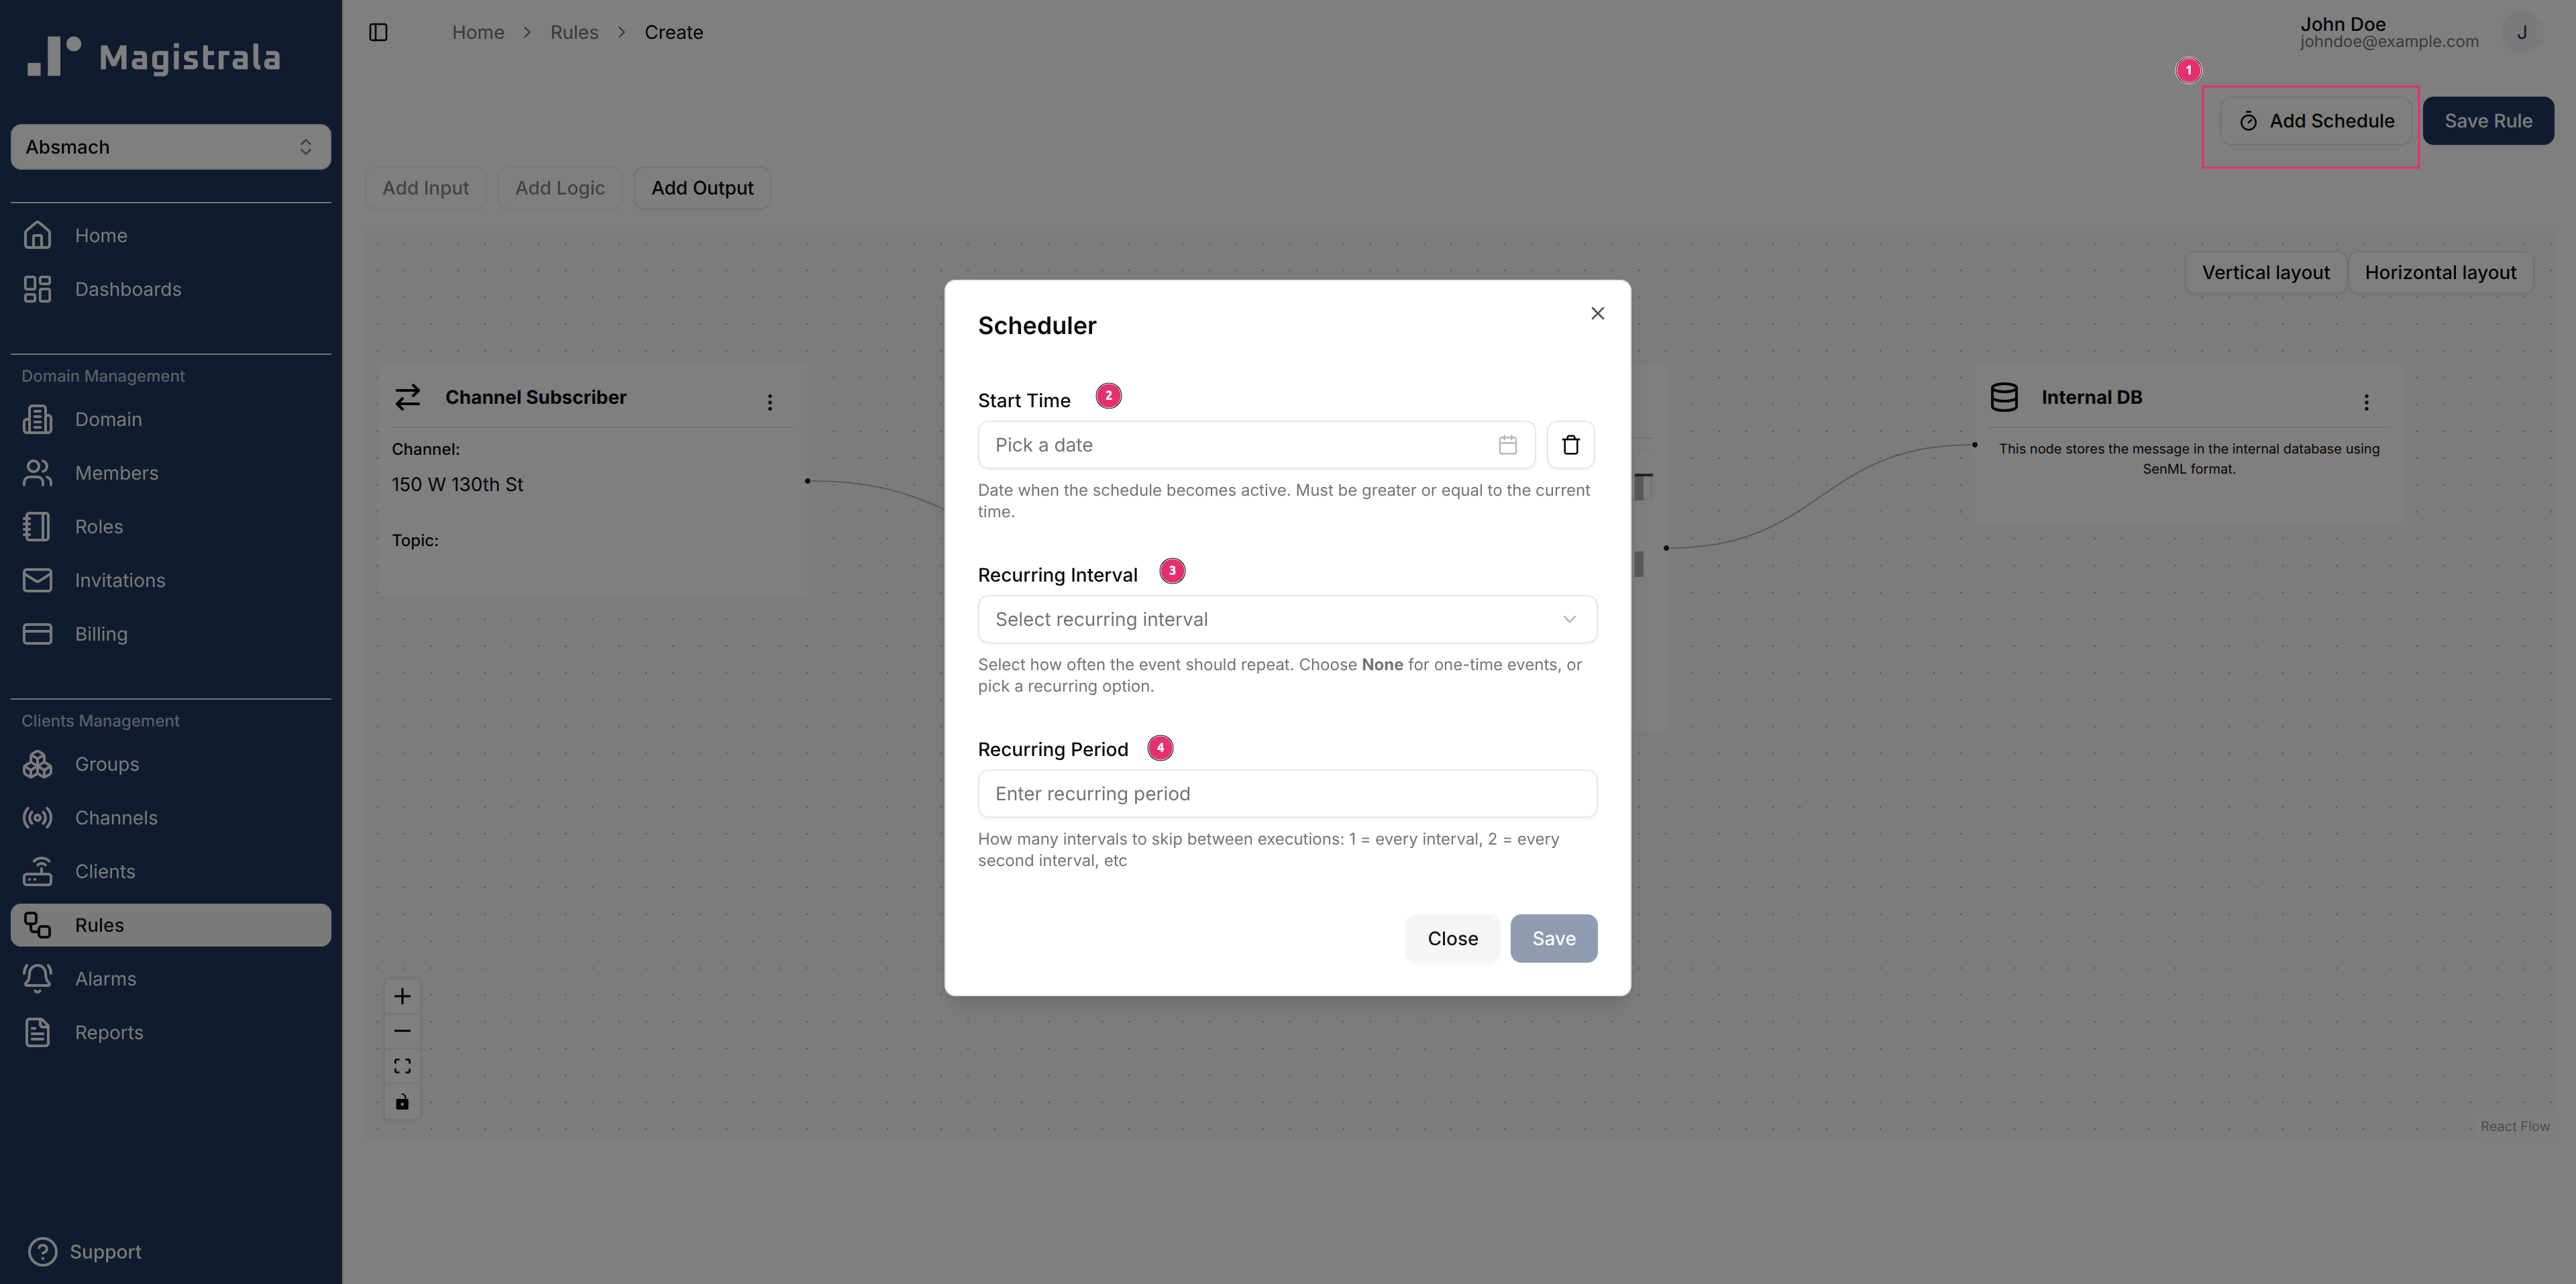 Magistrala
Absmach
Home
Dashboards
Domain Management
Domain
Members
Roles
Invitations
Billing
Clients Management
Groups
Channels
Clients
Rules
Alarms
Reports
Support
Home > Rules > Create
John Doe
johndoe@example.com
J
1
Add Schedule
Save Rule
Add Input
Add Logic
Add Output
Vertical layout
Horizontal layout
Channel Subscriber
Channel:
150 W 130th St
Topic:
Internal DB
This node stores the message in the internal database using
SenML format.
Scheduler
Start Time 2
Pick a date
Date when the schedule becomes active. Must be greater or equal to the current
time.
Recurring Interval 3
Select recurring interval
Select how often the event should repeat. Choose None for one-time events, or
pick a recurring option.
Recurring Period 4
Enter recurring period
How many intervals to skip between executions: 1 = every interval, 2 = every
second interval, etc
Close
Save
React Flow